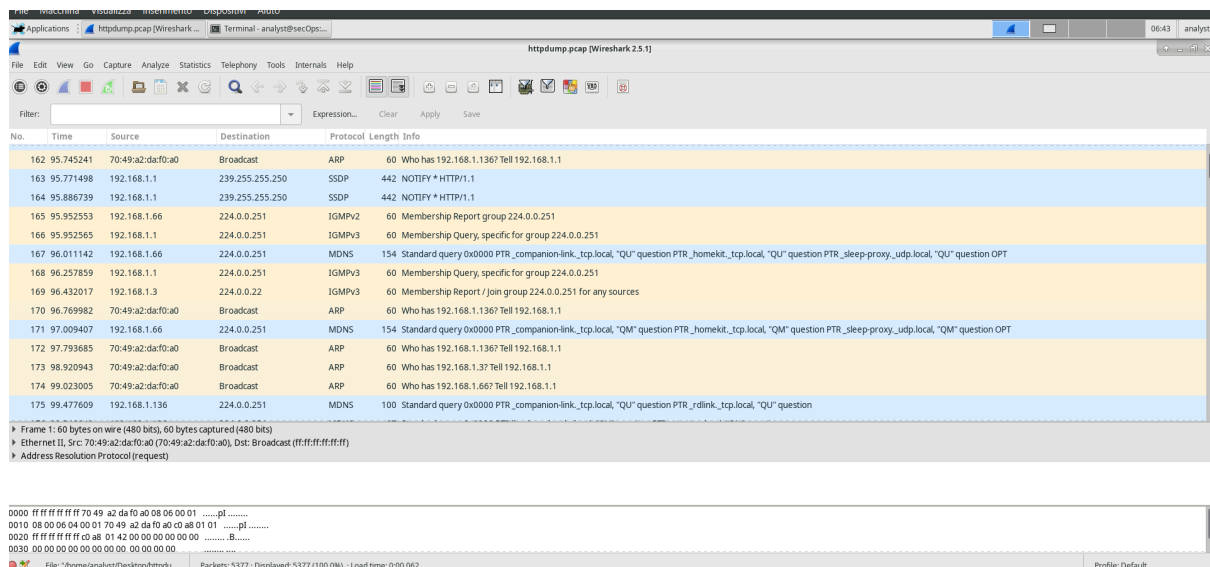 File Macchina Visualizza Inserimento Dispositivi Aiuto
Applications httpdump.pcap [Wireshark ... Terminal - analyst@secOps:... 06:43 analyst
httpdump.pcap [Wireshark 2.5.1]
File Edit View Go Capture Analyze Statistics Telephony Tools Internals Help
Filter: Expression... Clear Apply Save
No. Time Source Destination Protocol Length Info
162 95.745241 70:49:a2:da:f0:a0 Broadcast ARP 60 Who has 192.168.1.136? Tell 192.168.1.1
163 95.771498 192.168.1.1 239.255.255.250 SSDP 442 NOTIFY * HTTP/1.1
164 95.886739 192.168.1.1 239.255.255.250 SSDP 442 NOTIFY * HTTP/1.1
165 95.952553 192.168.1.66 224.0.0.251 IGMPv2 60 Membership Report group 224.0.0.251
166 95.952565 192.168.1.1 224.0.0.251 IGMPv3 60 Membership Query, specific for group 224.0.0.251
167 96.011142 192.168.1.66 224.0.0.251 MDNS 154 Standard query 0x0000 PTR _companion-link._tcp.local, "QU" question PTR _homekit._tcp.local, "QU" question PTR _sleep-proxy._udp.local, "QU" question OPT
168 96.257859 192.168.1.1 224.0.0.251 IGMPv3 60 Membership Query, specific for group 224.0.0.251
169 96.432017 192.168.1.3 224.0.0.22 IGMPv3 60 Membership Report / Join group 224.0.0.251 for any sources
170 96.769982 70:49:a2:da:f0:a0 Broadcast ARP 60 Who has 192.168.1.136? Tell 192.168.1.1
171 97.009407 192.168.1.66 224.0.0.251 MDNS 154 Standard query 0x0000 PTR _companion-link._tcp.local, "QM" question PTR _homekit._tcp.local, "QM" question PTR _sleep-proxy._udp.local, "QM" question OPT
172 97.793685 70:49:a2:da:f0:a0 Broadcast ARP 60 Who has 192.168.1.136? Tell 192.168.1.1
173 98.920943 70:49:a2:da:f0:a0 Broadcast ARP 60 Who has 192.168.1.3? Tell 192.168.1.1
174 99.023005 70:49:a2:da:f0:a0 Broadcast ARP 60 Who has 192.168.1.66? Tell 192.168.1.1
175 99.477609 192.168.1.136 224.0.0.251 MDNS 100 Standard query 0x0000 PTR _companion-link._tcp.local, "QU" question PTR _rdlink._tcp.local, "QU" question
Frame 1: 60 bytes on wire (480 bits), 60 bytes captured (480 bits)
Ethernet II, Src: 70:49:a2:da:f0:a0 (70:49:a2:da:f0:a0), Dst: Broadcast (ff:ff:ff:ff:ff:ff)
Address Resolution Protocol (request)
0000 ff ff ff ff ff ff 70 49 a2 da f0 a0 08 06 00 01 ......pI ........
0010 08 00 06 04 00 01 70 49 a2 da f0 a0 c0 a8 01 01 ......pI ........
0020 ff ff ff ff ff ff c0 a8 01 42 00 00 00 00 00 00 ........ .B......
0030 00 00 00 00 00 00 00 00 00 00 00 00 ........ ....
File: "/home/analyst/Desktop/httpdu... Packets: 5377 · Displayed: 5377 (100.0%) · Load time: 0:00.062 Profile: Default